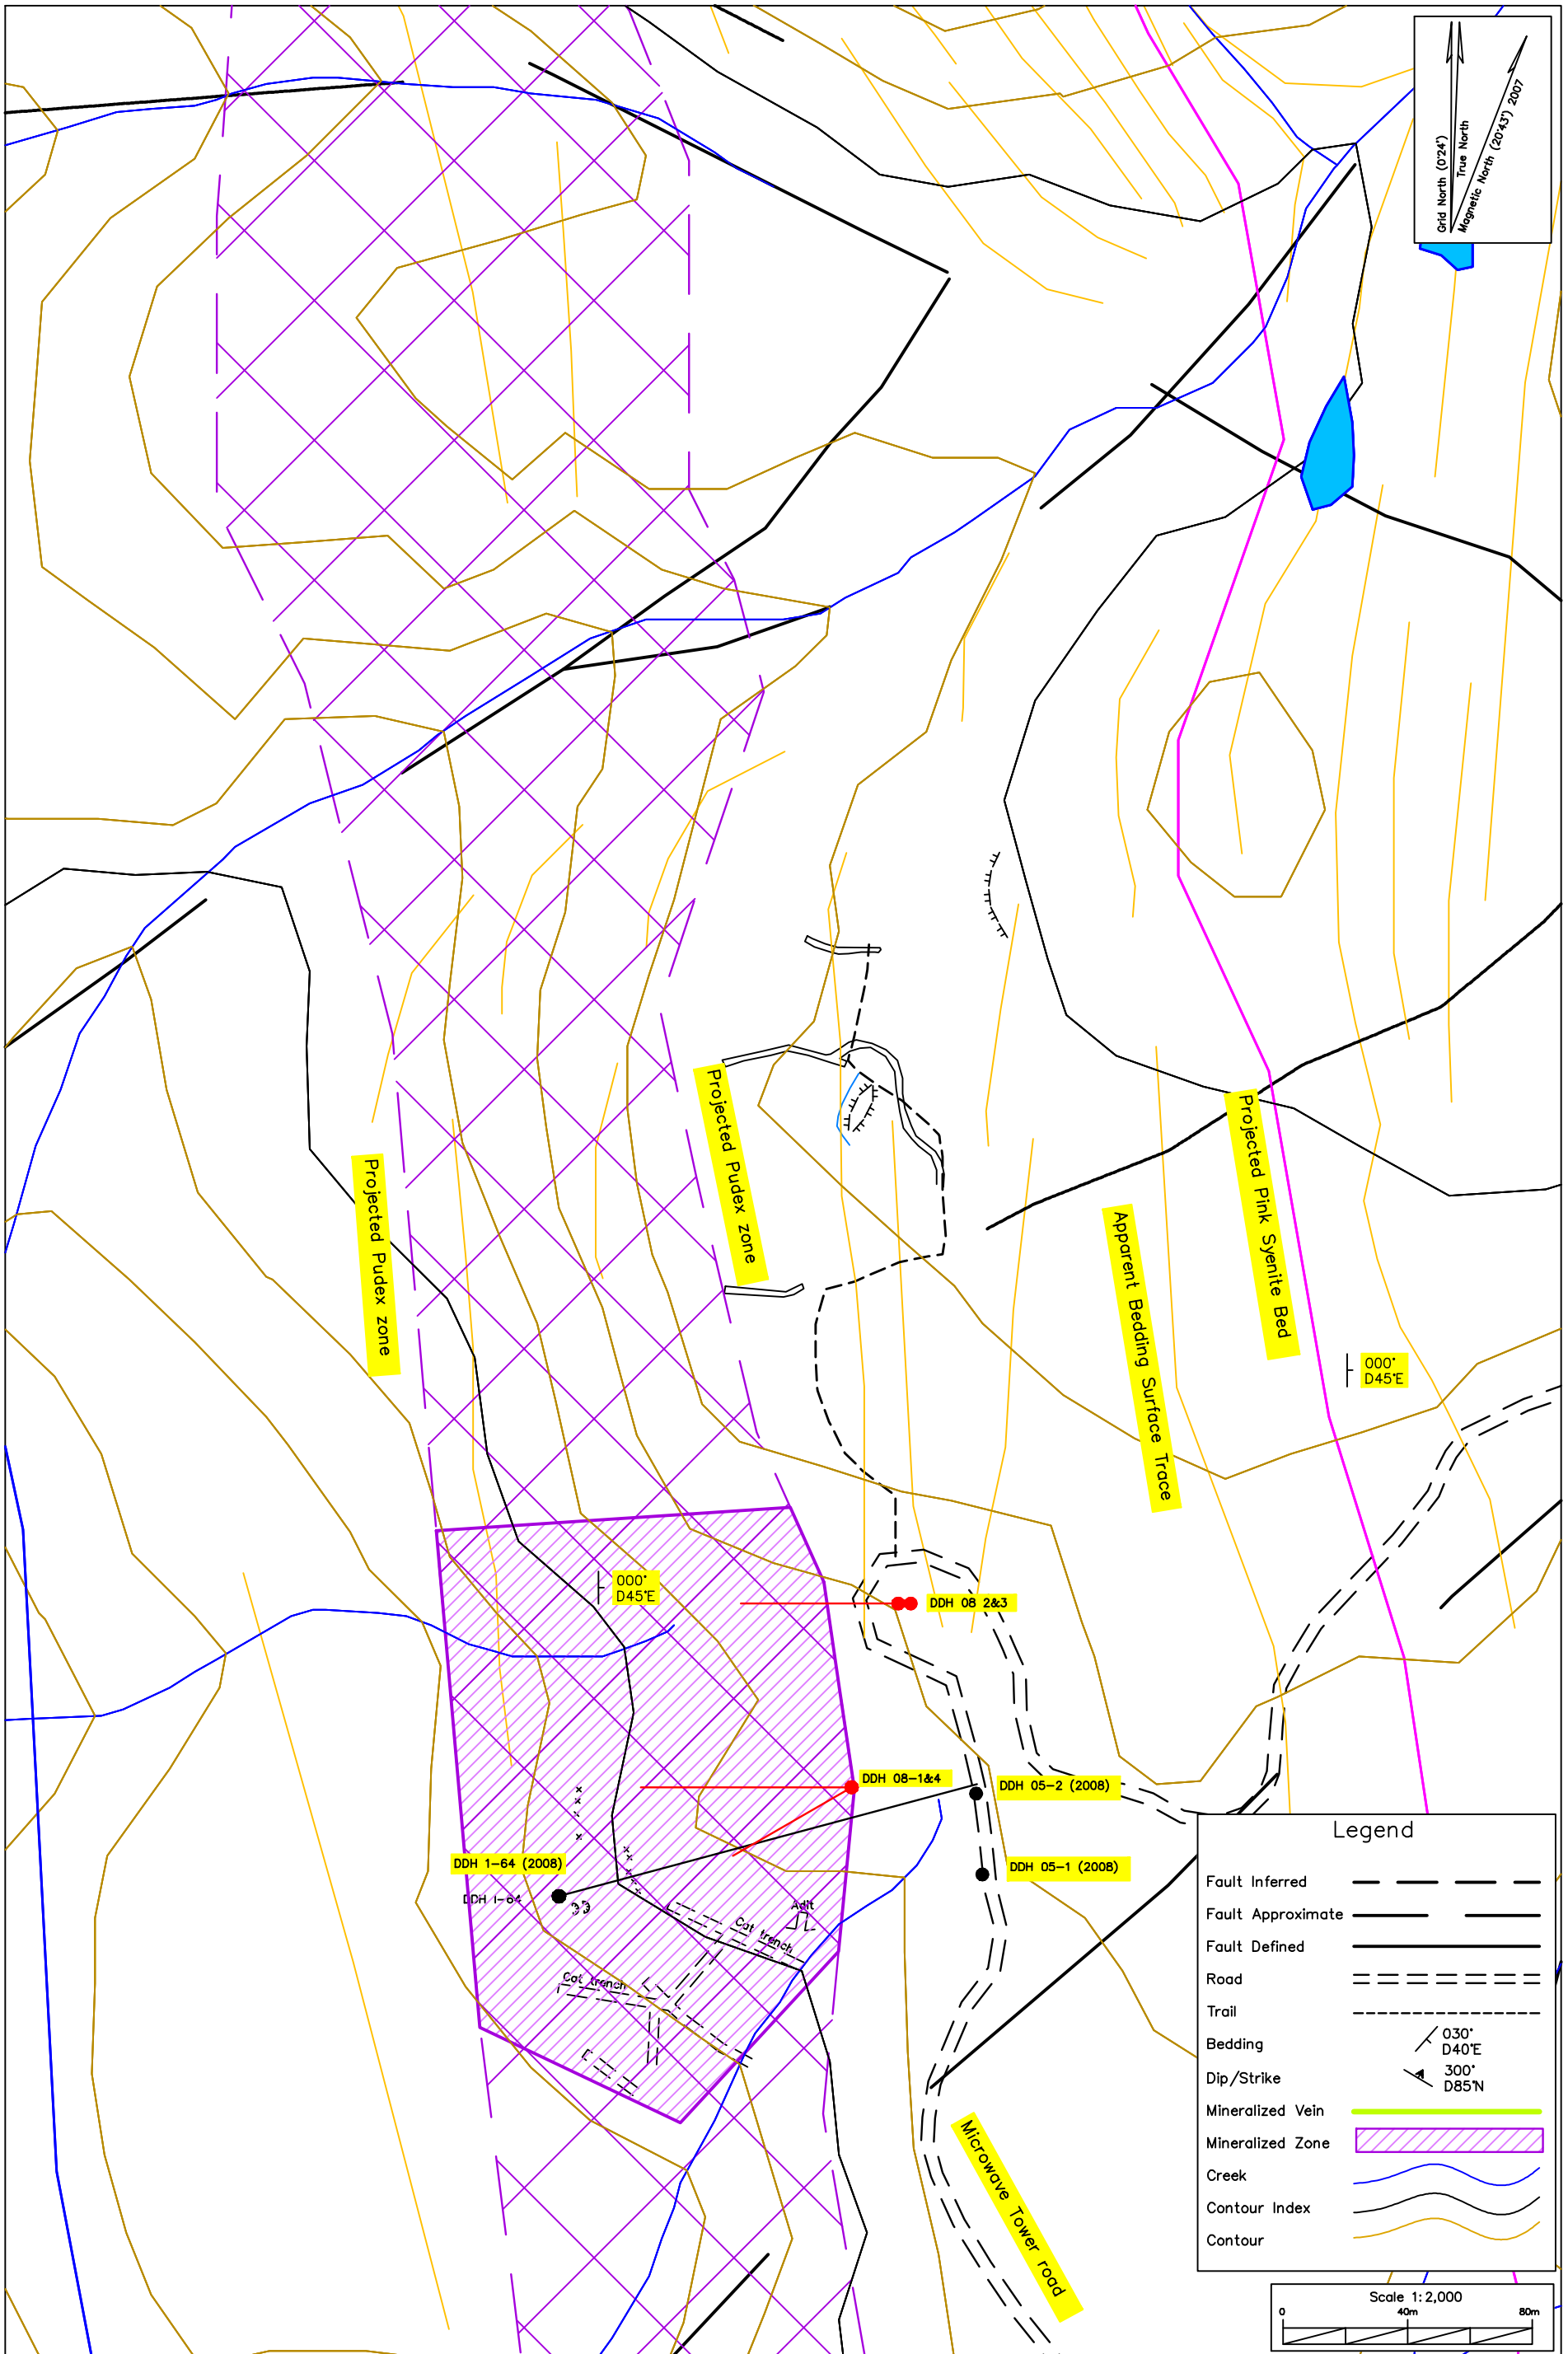 Grid North (0°24')
True North
Magnetic North (20°43') 2007
Projected Pudex zone
Projected Pudex zone
Projected Pink Syenite Bed
Apparent Bedding Surface Trace
000°
D45°E
000°
D45°E
DDH 08 2&3
DDH 08-1&4
DDH 05-2 (2008)
DDH 1-64 (2008)
DDH 05-1 (2008)
DDH 1-64
Adit
Cat trench
Cat trench
Microwave Tower road
Legend
Fault Inferred
Fault Approximate
Fault Defined
Road
Trail
Bedding
030°
D40°E
Dip/Strike
300°
D85°N
Mineralized Vein
Mineralized Zone
Creek
Contour Index
Contour
Scale 1:2,000
0 40m 80m